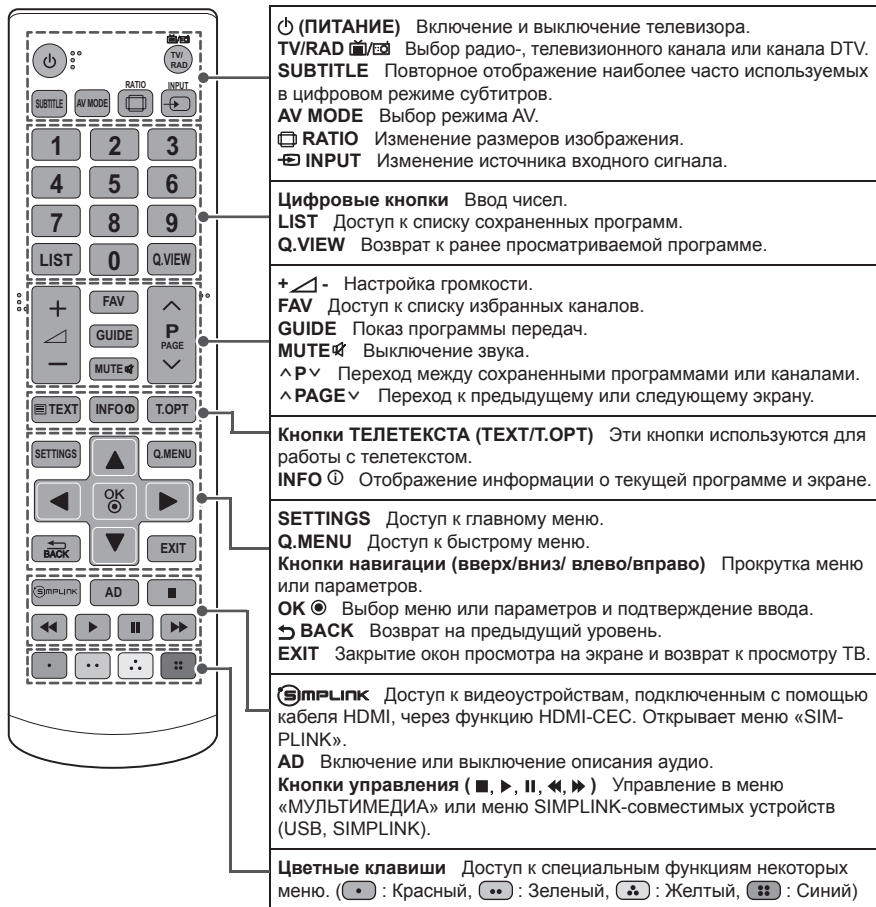 TV/
RAD
RATIO INPUT
SUBTITLE AV MODE
1 2 3
4 5 6
7 8 9
LIST 0 Q.VIEW
FAV
GUIDE
MUTE
P
PAGE
TEXT INFO T.OPT
SETTINGS Q.MENU
OK
BACK EXIT
SIMPLINK AD
(ПИТАНИЕ) Включение и выключение телевизора.
TV/RAD Выбор радио-, телевизионного канала или канала DTV.
SUBTITLE Повторное отображение наиболее часто используемых
в цифровом режиме субтитров.
AV MODE Выбор режима AV.
RATIO Изменение размеров изображения.
INPUT Изменение источника входного сигнала.
Цифровые кнопки Ввод чисел.
LIST Доступ к списку сохраненных программ.
Q.VIEW Возврат к ранее просматриваемой программе.
+ - Настройка громкости.
FAV Доступ к списку избранных каналов.
GUIDE Показ программы передач.
MUTE Выключение звука.
P Переход между сохраненными программами или каналами.
PAGE Переход к предыдущему или следующему экрану.
Кнопки ТЕЛЕТЕКСТА (TEXT/T.OPT) Эти кнопки используются для
работы с телетекстом.
INFO ⓘ Отображение информации о текущей программе и экране.
SETTINGS Доступ к главному меню.
Q.MENU Доступ к быстрому меню.
Кнопки навигации (вверх/вниз/ влево/вправо) Прокрутка меню
или параметров.
OK ◉ Выбор меню или параметров и подтверждение ввода.
BACK Возврат на предыдущий уровень.
EXIT Закрытие окон просмотра на экране и возврат к просмотру ТВ.
SIMPLINK Доступ к видеоустройствам, подключенным с помощью
кабеля HDMI, через функцию HDMI-CEC. Открывает меню «SIM-
PLINK».
AD Включение или выключение описания аудио.
Кнопки управления ( ■, ▶, II, ◀◀, ▶▶ ) Управление в меню
«МУЛЬТИМЕДИА» или меню SIMPLINK-совместимых устройств
(USB, SIMPLINK).
Цветные клавиши Доступ к специальным функциям некоторых
меню. ( : Красный, : Зеленый, : Желтый, : Синий)